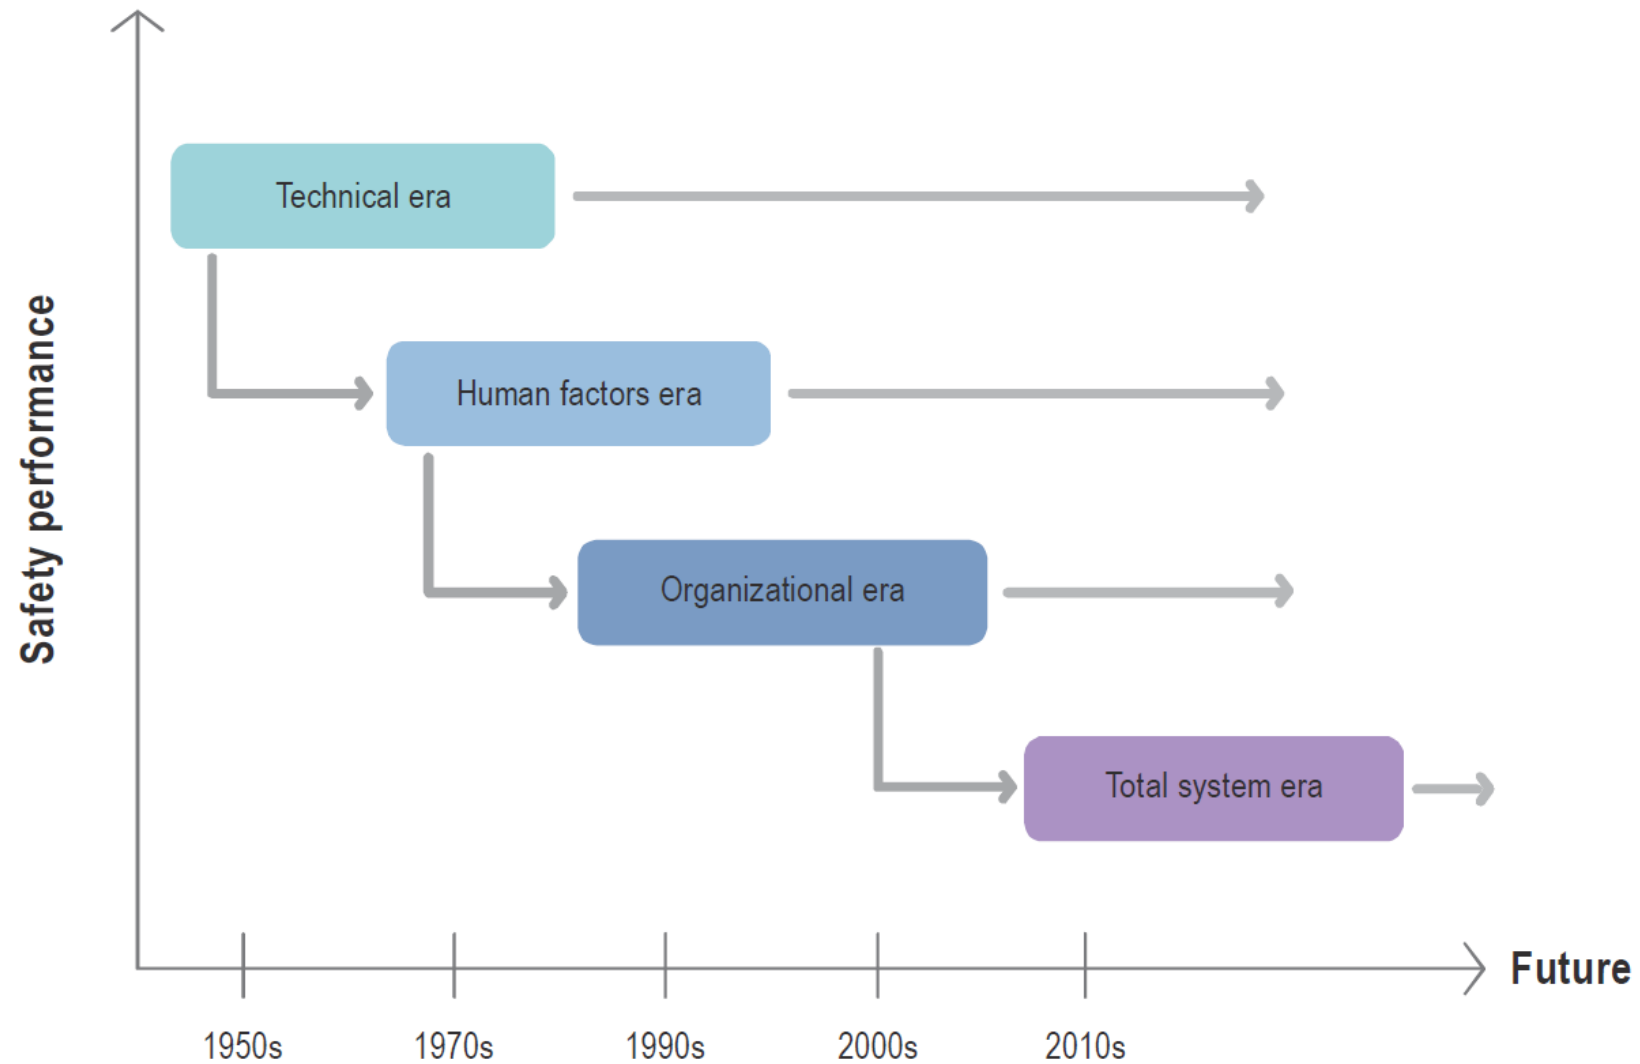 Safety performance
Technical era
Human factors era
Organizational era
Total system era
Future
1950s
1970s
1990s
2000s
2010s